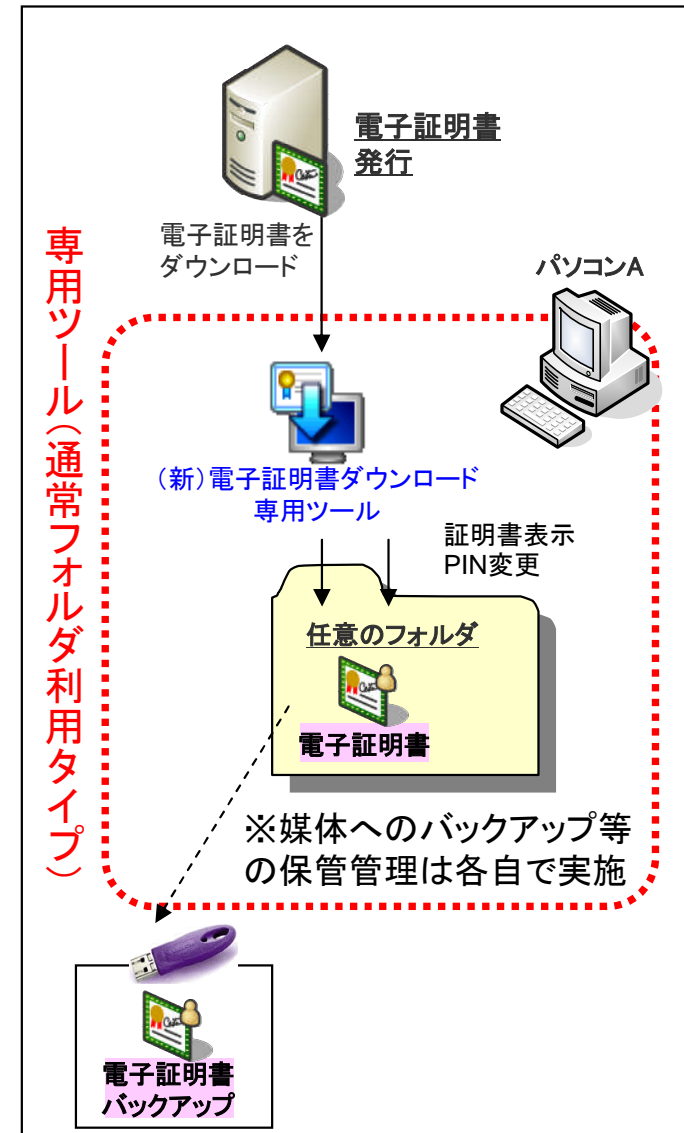 電子証明書
発行
電子証明書を
ダウンロード
パソコンA
専用ツール（通常フォルダ利用タイプ）
（新）電子証明書ダウンロード
専用ツール
証明書表示
PIN変更
任意のフォルダ
電子証明書
※媒体へのバックアップ等
の保管管理は各自で実施
電子証明書
バックアップ